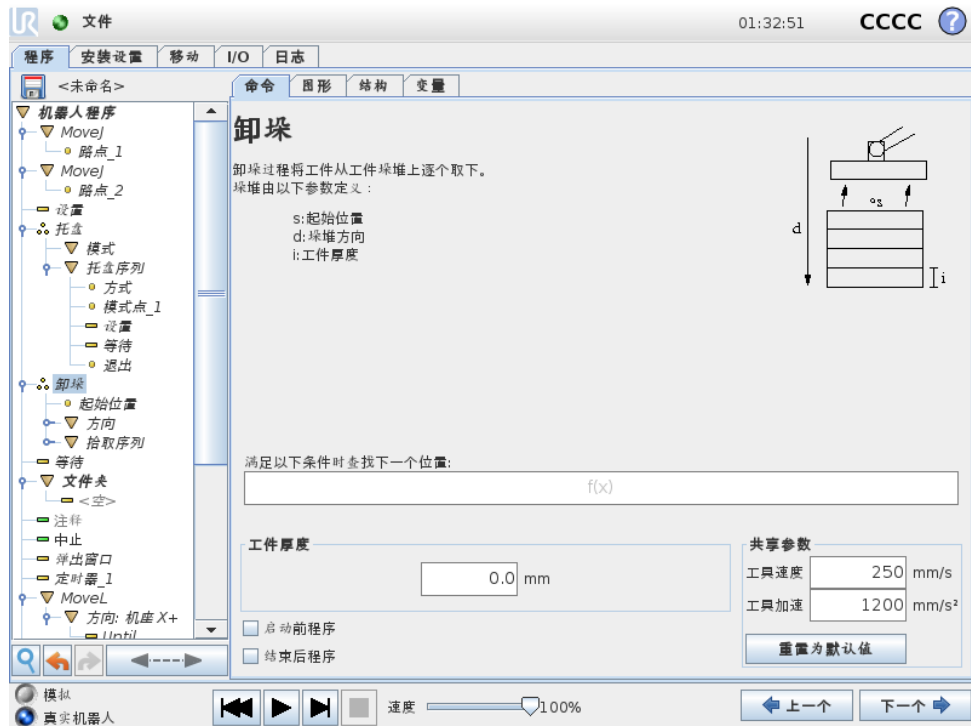 UR 文件 01:32:51 CCCC ?
程序 安装设置 移动 I/O 日志
<未命名>
命令 图形 结构 变量
机器人程序
MoveJ
路点_1
MoveJ
路点_2
设置
托盘
模式
托盘序列
方式
模式点_1
设置
等待
退出
卸垛
起始位置
方向
拾取序列
等待
文件夹
<空>
注释
中止
弹出窗口
定时器_1
MoveL
方向: 机座 X+
Until
卸垛
卸垛过程将工件从工件垛堆上逐个取下。
垛堆由以下参数定义：
s:起始位置
d:垛堆方向
i:工件厚度
s
d
i
满足以下条件时查找下一个位置:
f(x)
工件厚度
0.0 mm
启动前程序
结束后程序
共享参数
工具速度 250 mm/s
工具加速 1200 mm/s²
重置为默认值
模拟
真实机器人
速度 100%
上一个 下一个